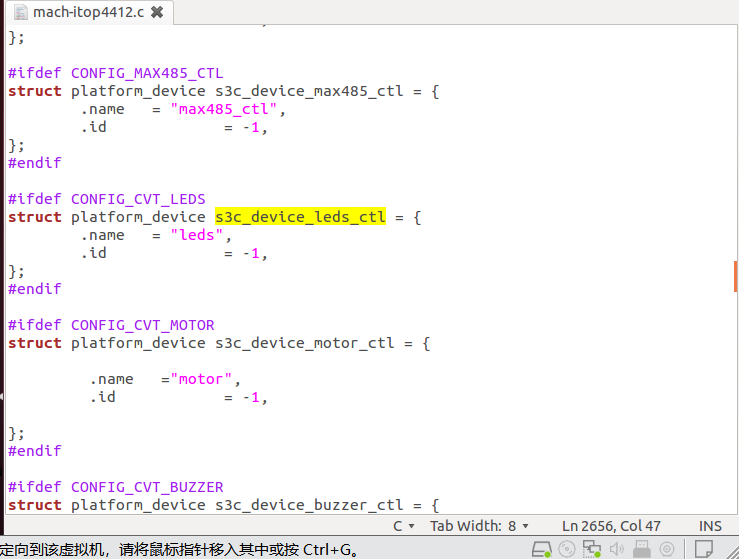 mach-itop4412.c
};
#ifdef CONFIG_MAX485_CTL
struct platform_device s3c_device_max485_ctl = {
.name = "max485_ctl",
.id = -1,
};
#endif
#ifdef CONFIG_CVT_LEDS
struct platform_device s3c_device_leds_ctl = {
.name = "leds",
.id = -1,
};
#endif
#ifdef CONFIG_CVT_MOTOR
struct platform_device s3c_device_motor_ctl = {
.name ="motor",
.id = -1,
};
#endif
#ifdef CONFIG_CVT_BUZZER
struct platform_device s3c_device_buzzer_ctl = {
C Tab Width: 8 Ln 2656, Col 47 INS
定向到该虚拟机，请将鼠标指针移入其中或按 Ctrl+G。